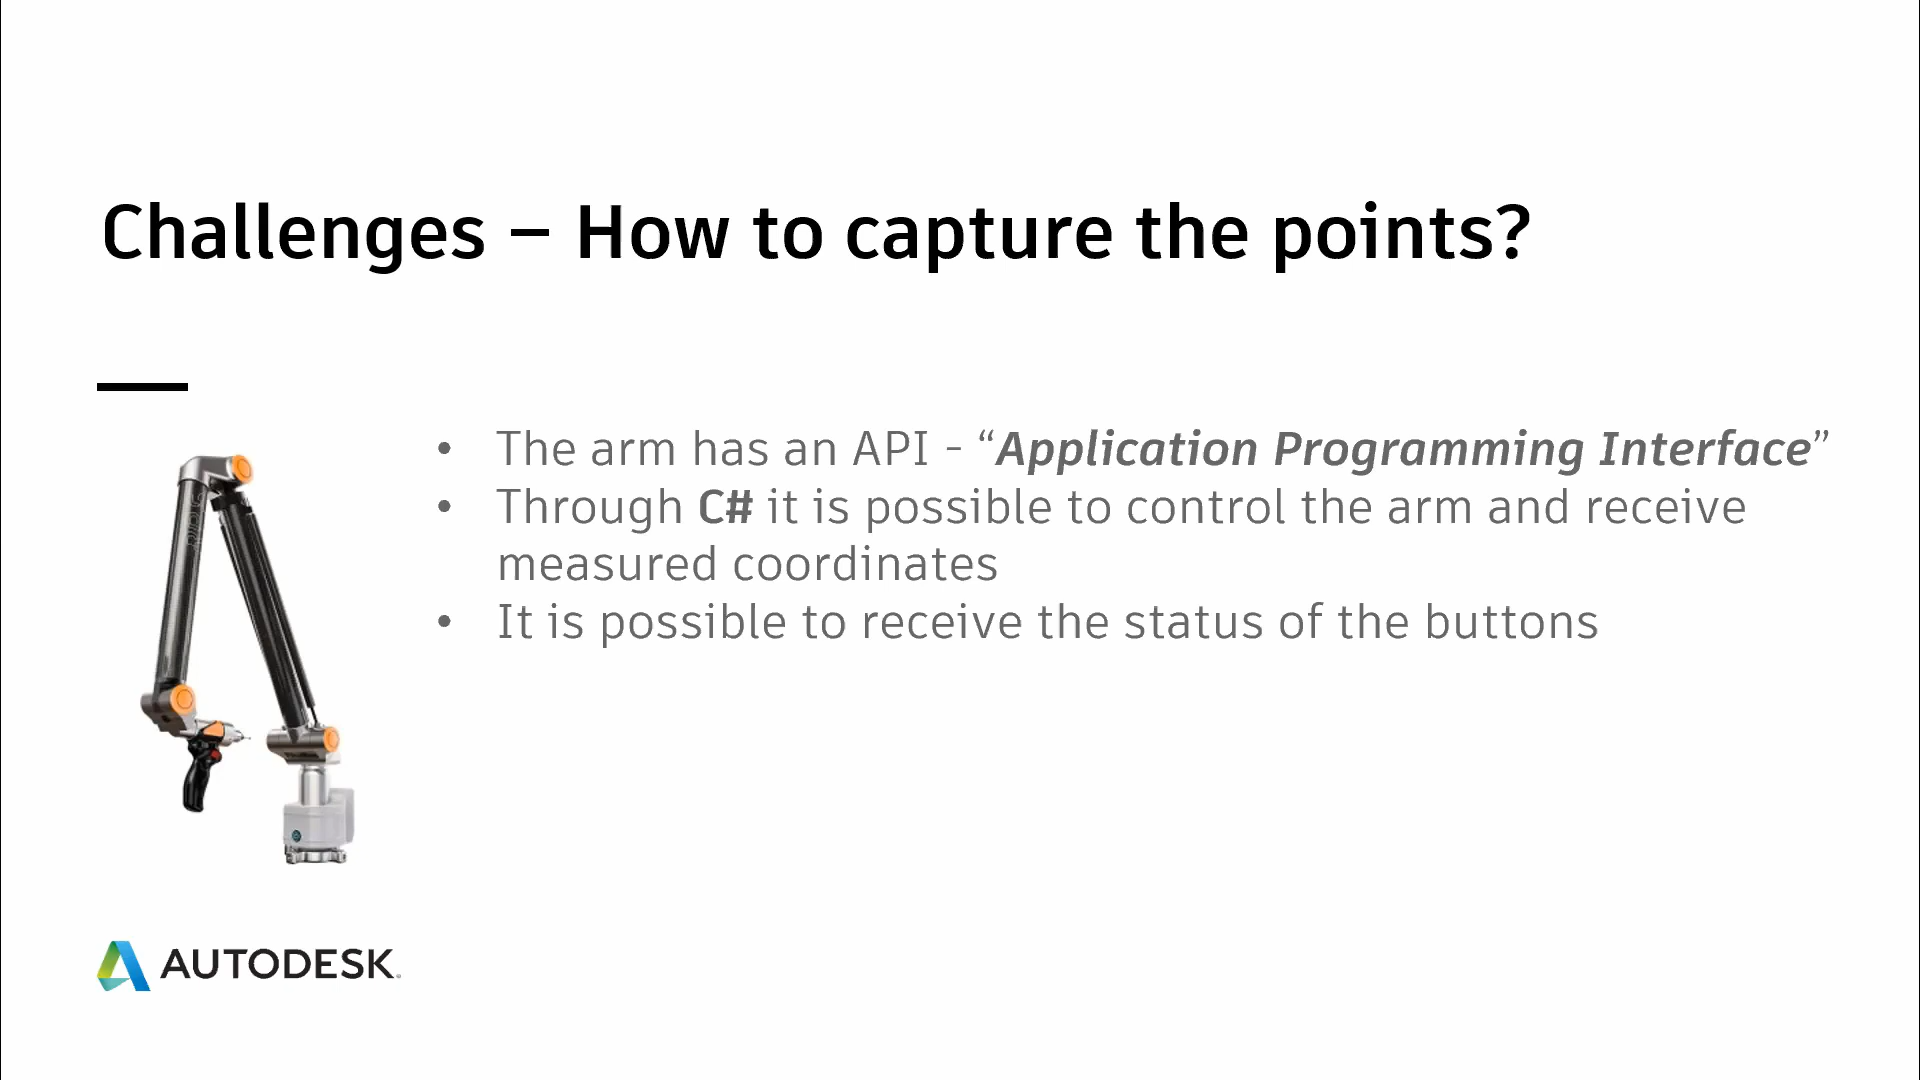 Challenges – How to capture the points?
• The arm has an API - “Application Programming Interface”
• Through C# it is possible to control the arm and receive
measured coordinates
• It is possible to receive the status of the buttons
AUTODESK.